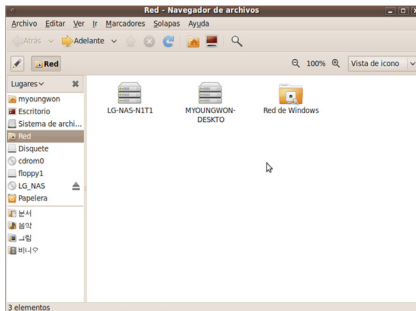 Red - Navegador de archivos
Archivo Editar Ver Ir Marcadores Solapas Ayuda
Atrás Adelante
Red 100% Vista de icono
Lugares
myoungwon
Escritorio
Sistema de archi...
Red
Disquete
cdrom0
floppy1
LG_NAS
Papelera
문서
음악
그림
비디오
LG-NAS-N1T1
MYOUNGWON-
DESKTO
Red de Windows
3 elementos